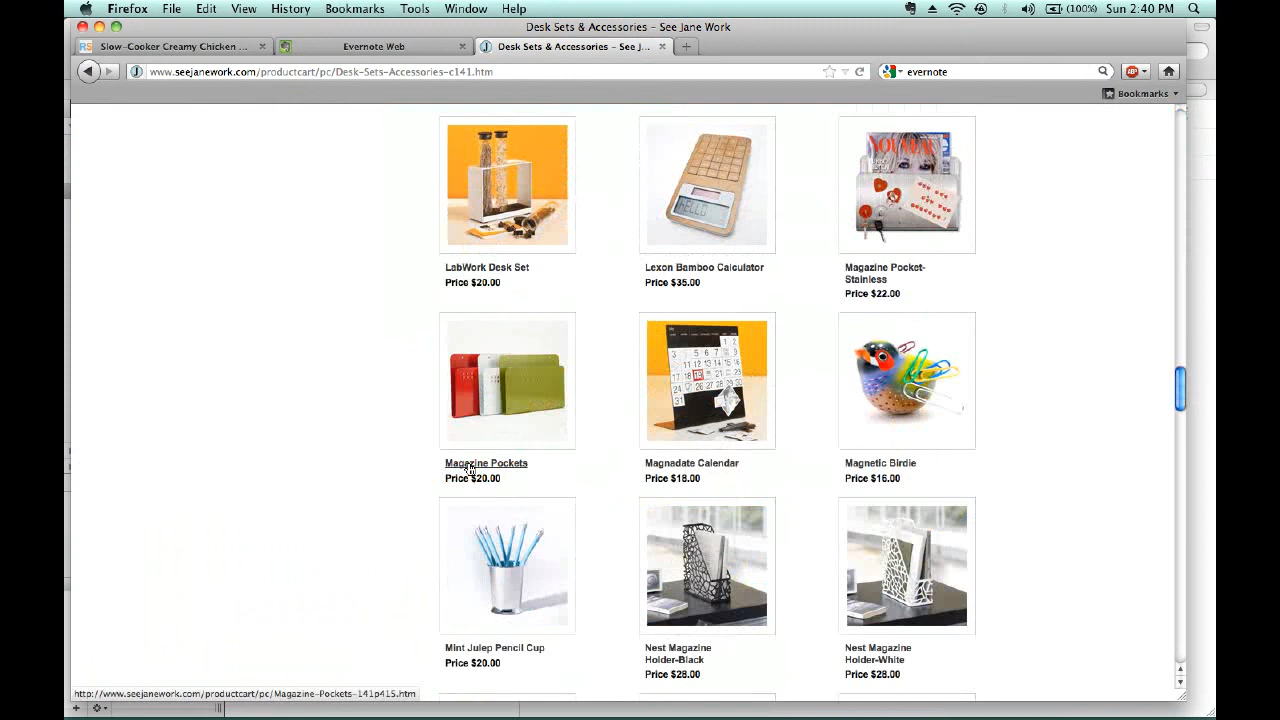 Firefox File Edit View History Bookmarks Tools Window Help
(100%) Sun 2:40 PM
Desk Sets & Accessories – See Jane Work
Slow-Cooker Creamy Chicken ...
Evernote Web
Desk Sets & Accessories – See J...
www.seejanework.com/productcart/pc/Desk-Sets-Accessories-c141.htm
evernote
ABP
Bookmarks
HELLO
LabWork Desk Set
Price $20.00
Lexon Bamboo Calculator
Price $35.00
Magazine Pocket-
Stainless
Price $22.00
Magazine Pockets
Price $20.00
Magnadate Calendar
Price $18.00
Magnetic Birdie
Price $16.00
Mint Julep Pencil Cup
Price $20.00
Nest Magazine
Holder-Black
Price $28.00
Nest Magazine
Holder-White
Price $28.00
http://www.seejanework.com/productcart/pc/Magazine-Pockets-141p415.htm